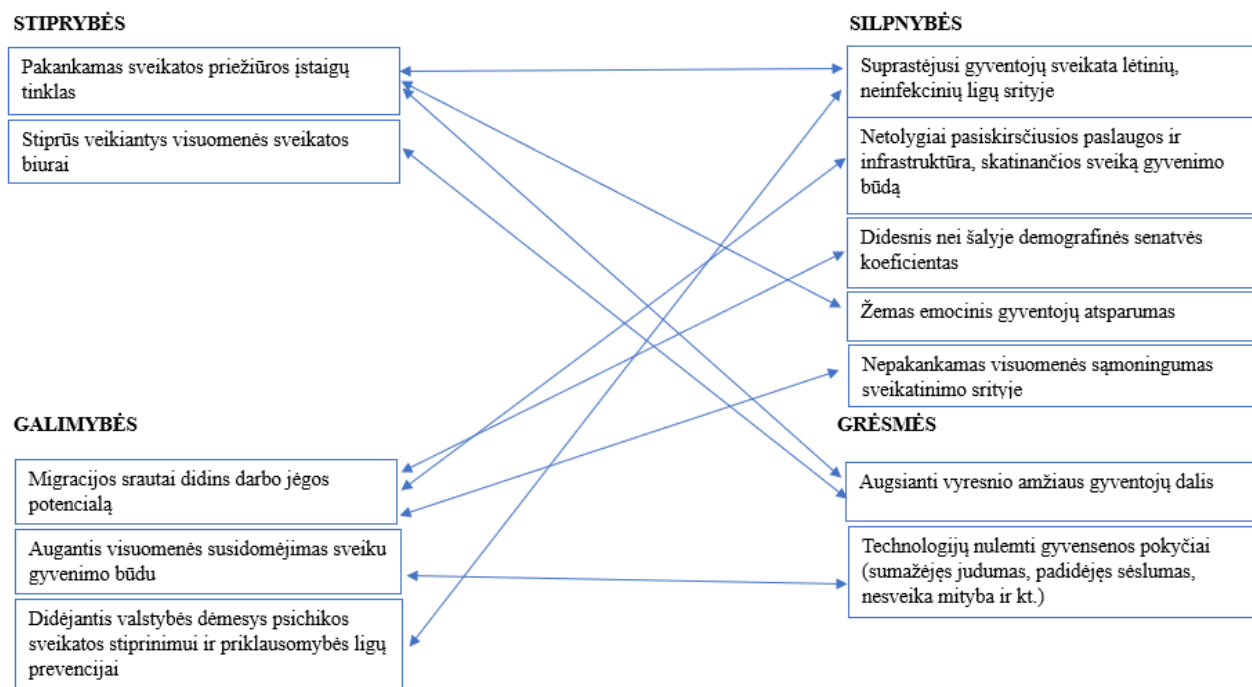 STIPRYBĖS
Pakankamas sveikatos priežiūros įstaigų
tinklas
Stiprūs veikiantys visuomenės sveikatos
biurai
SILPNYBĖS
Suprastėjusi gyventojų sveikata lėtinių,
neinfekcinių ligų srityje
Netolygiai pasiskirsčiusios paslaugos ir
infrastruktūra, skatinančios sveiką gyvenimo
būdą
Didesnis nei šalyje demografinės senatvės
koeficientas
Žemas emocinis gyventojų atsparumas
Nepakankamas visuomenės sąmoningumas
sveikatinimo srityje
GALIMYBĖS
Migracijos srautai didins darbo jėgos
potencialą
Augantis visuomenės susidomėjimas sveiku
gyvenimo būdu
Didėjantis valstybės dėmesys psichikos
sveikatos stiprinimui ir priklausomybės ligų
prevencijai
GRĖSMĖS
Augsianti vyresnio amžiaus gyventojų dalis
Technologijų nulemti gyvensenos pokyčiai
(sumažėjęs judumas, padidėjęs sėslumas,
nesveika mityba ir kt.)